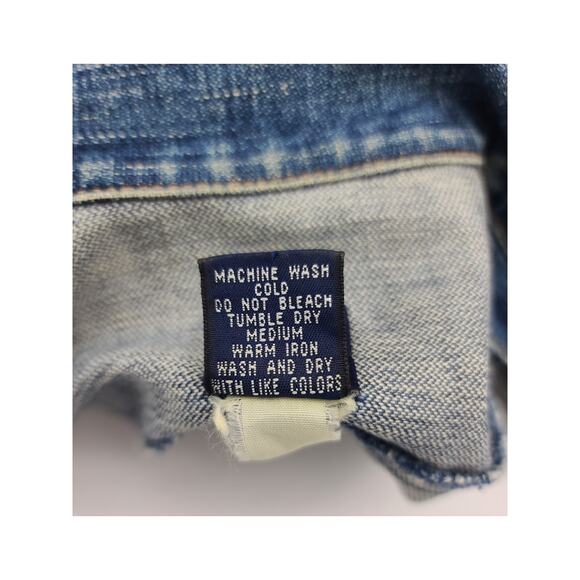 MACHINE WASH
COLD
DO NOT BLEACH
TUMBLE DRY
MEDIUM
WARM IRON
WASH AND DRY
WITH LIKE COLORS